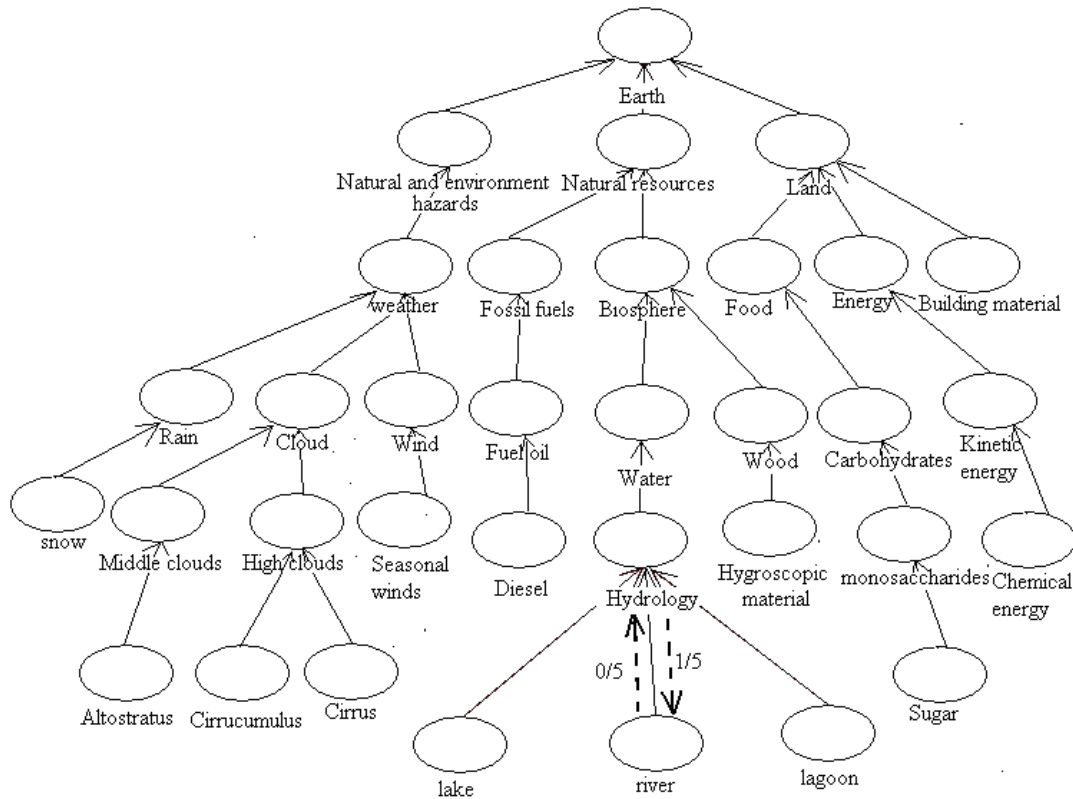 Earth
Natural and environment
hazards
Natural resources
Land
weather
Fossil fuels
Biosphere
Food
Energy
Building material
Rain
Cloud
Wind
Fuel oil
Water
Wood
Carbohydrates
Kinetic
energy
snow
Middle clouds
High clouds
Seasonal
winds
Diesel
Hydrology
Hygroscopic
material
monosaccharides
Chemical
energy
0/5
1/5
Altostratus
Cirrucumulus
Cirrus
Sugar
lake
river
lagoon